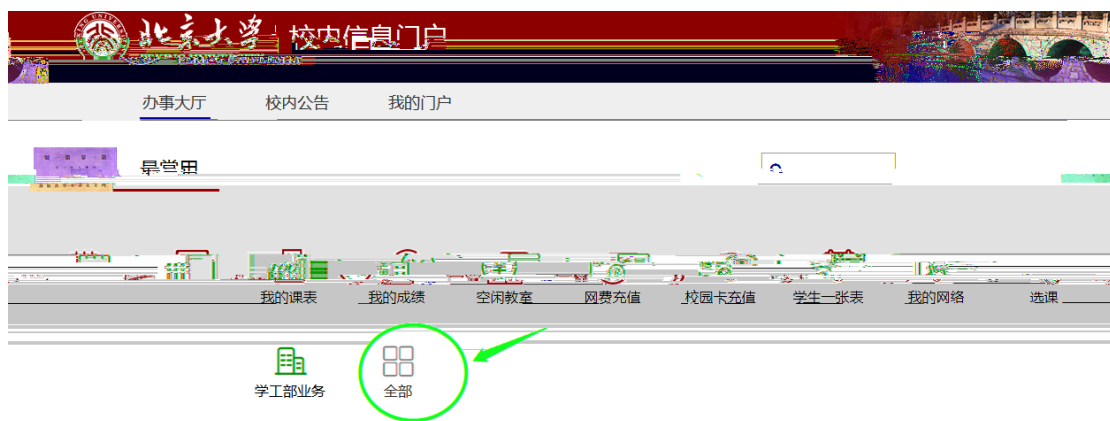 北京大学 校内信息门户
办事大厅 校内公告 我的门户
最常用
我的课表 我的成绩 空闲教室 网费充值 校园卡充值 学生一张表 我的网络 选课
学工部业务 全部